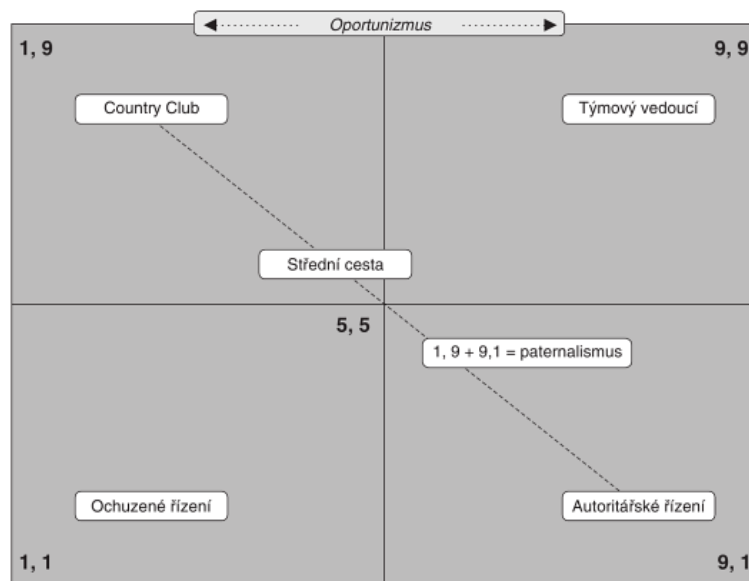 Oportunizmus
1, 9
9, 9
Country Club
Týmový vedoucí
Střední cesta
5, 5
1, 9 + 9,1 = paternalismus
Ochuzené řízení
Autoritářské řízení
1, 1
9, 1